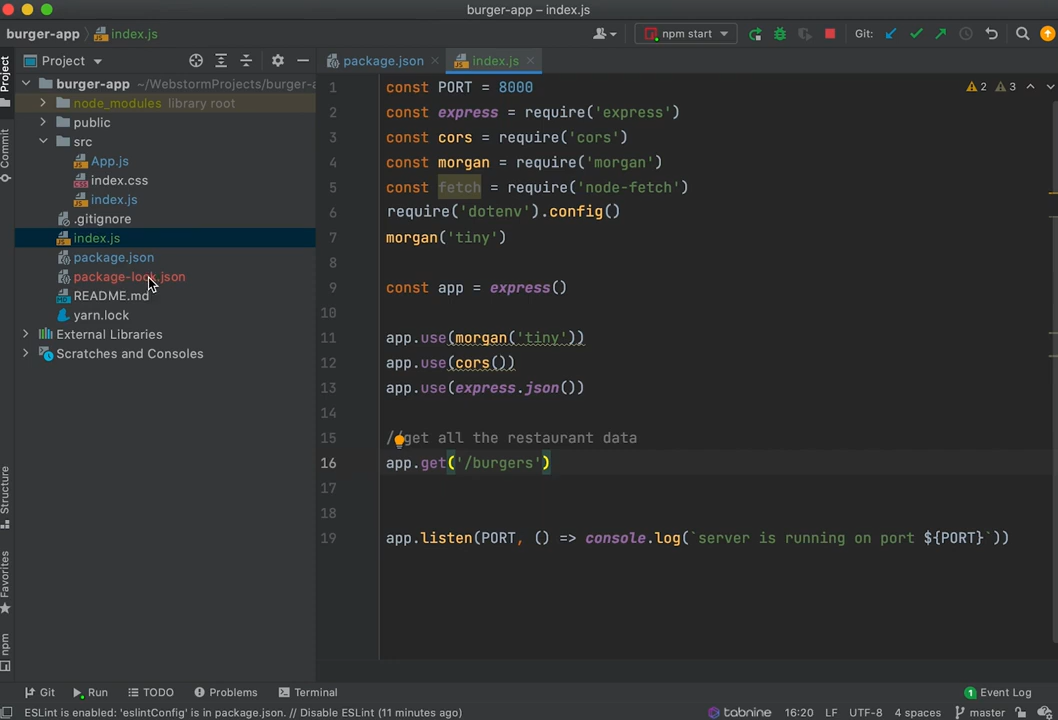 burger-app – index.js
burger-app
index.js
npm start
Git:
Project
package.json
index.js
Project
Commit
Structure
Favorites
npm
burger-app ~/WebstormProjects/burger-a
node_modules library root
public
src
App.js
index.css
index.js
.gitignore
index.js
package.json
package-lock.json
README.md
yarn.lock
External Libraries
Scratches and Consoles
2 3
1 const PORT = 8000
2 const express = require('express')
3 const cors = require('cors')
4 const morgan = require('morgan')
5 const fetch = require('node-fetch')
6 require('dotenv').config()
7 morgan('tiny')
8
9 const app = express()
10
11 app.use(morgan('tiny'))
12 app.use(cors())
13 app.use(express.json())
14
15 //get all the restaurant data
16 app.get('/burgers')
17
18
19 app.listen(PORT, () => console.log(`server is running on port ${PORT}`))
Git Run TODO Problems Terminal 1 Event Log
ESLint is enabled: 'eslintConfig' is in package.json. // Disable ESLint (11 minutes ago) tabnine 16:20 LF UTF-8 4 spaces master